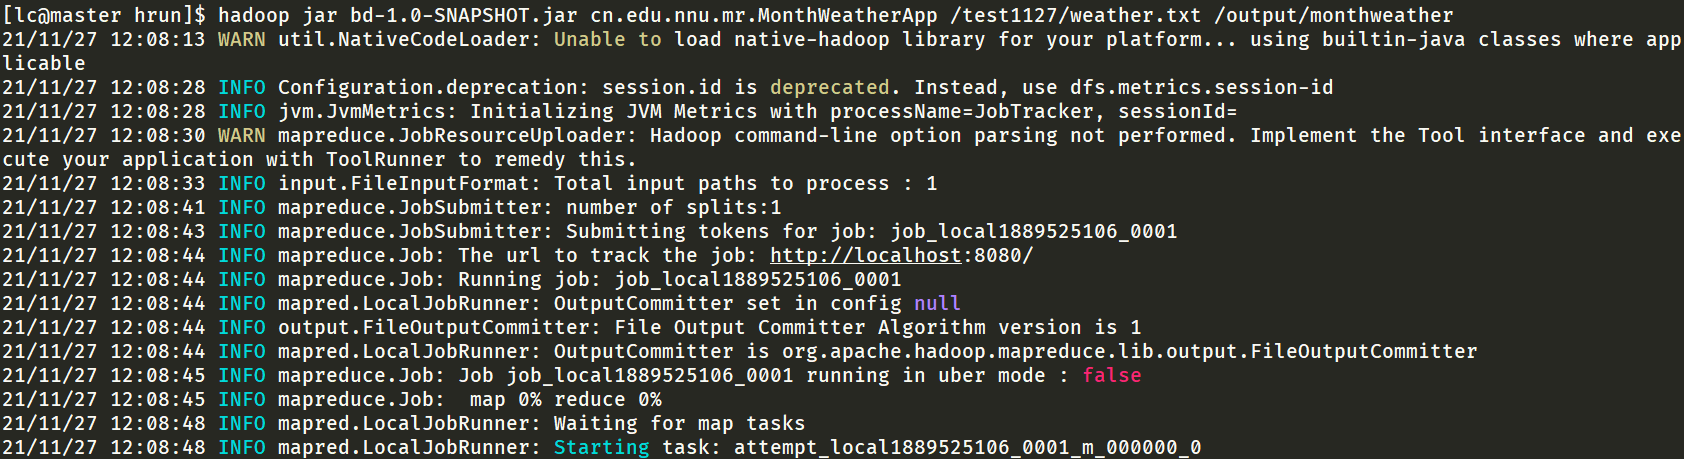 [lc@master hrun]$ hadoop jar bd-1.0-SNAPSHOT.jar cn.edu.nnu.mr.MonthWeatherApp /test1127/weather.txt /output/monthweather
21/11/27 12:08:13 WARN util.NativeCodeLoader: Unable to load native-hadoop library for your platform... using builtin-java classes where app
licable
21/11/27 12:08:28 INFO Configuration.deprecation: session.id is deprecated. Instead, use dfs.metrics.session-id
21/11/27 12:08:28 INFO jvm.JvmMetrics: Initializing JVM Metrics with processName=JobTracker, sessionId=
21/11/27 12:08:30 WARN mapreduce.JobResourceUploader: Hadoop command-line option parsing not performed. Implement the Tool interface and exe
cute your application with ToolRunner to remedy this.
21/11/27 12:08:33 INFO input.FileInputFormat: Total input paths to process : 1
21/11/27 12:08:41 INFO mapreduce.JobSubmitter: number of splits:1
21/11/27 12:08:43 INFO mapreduce.JobSubmitter: Submitting tokens for job: job_local1889525106_0001
21/11/27 12:08:44 INFO mapreduce.Job: The url to track the job: http://localhost:8080/
21/11/27 12:08:44 INFO mapreduce.Job: Running job: job_local1889525106_0001
21/11/27 12:08:44 INFO mapred.LocalJobRunner: OutputCommitter set in config null
21/11/27 12:08:44 INFO output.FileOutputCommitter: File Output Committer Algorithm version is 1
21/11/27 12:08:44 INFO mapred.LocalJobRunner: OutputCommitter is org.apache.hadoop.mapreduce.lib.output.FileOutputCommitter
21/11/27 12:08:45 INFO mapreduce.Job: Job job_local1889525106_0001 running in uber mode : false
21/11/27 12:08:45 INFO mapreduce.Job:  map 0% reduce 0%
21/11/27 12:08:48 INFO mapred.LocalJobRunner: Waiting for map tasks
21/11/27 12:08:48 INFO mapred.LocalJobRunner: Starting task: attempt_local1889525106_0001_m_000000_0